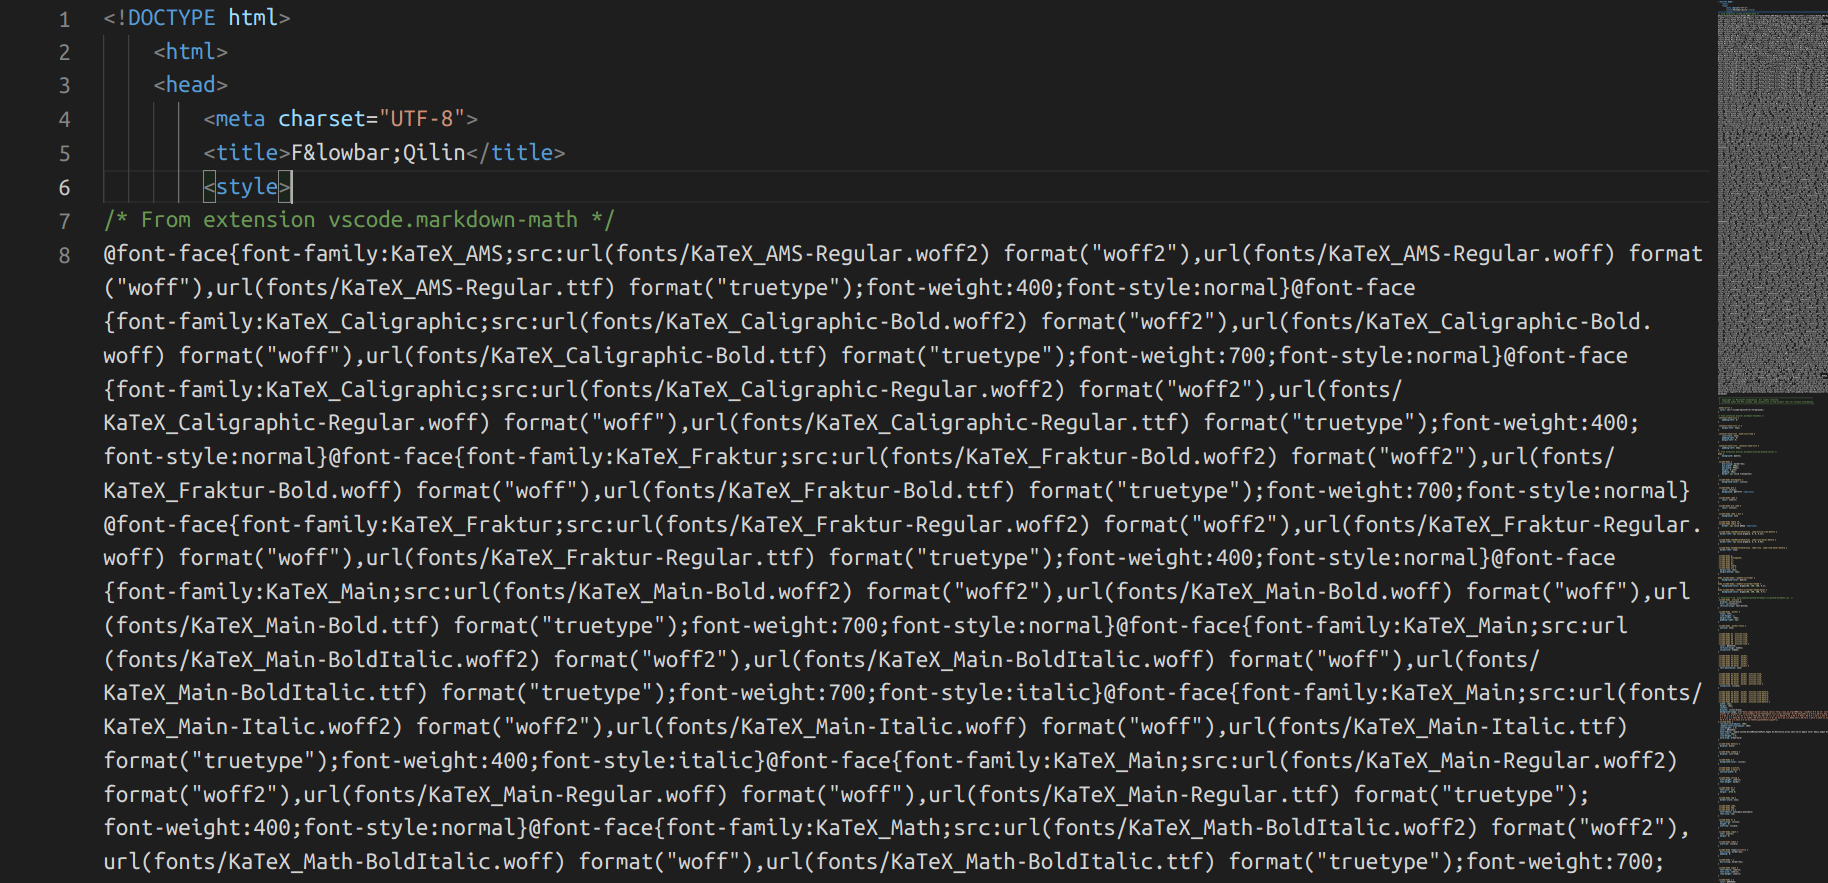 1 <!DOCTYPE html>
2 <html>
3 <head>
4 <meta charset="UTF-8">
5 <title>F&lowbar;Qilin</title>
6 <style>
7 /* From extension vscode.markdown-math */
8 @font-face{font-family:KaTeX_AMS;src:url(fonts/KaTeX_AMS-Regular.woff2) format("woff2"),url(fonts/KaTeX_AMS-Regular.woff) format
("woff"),url(fonts/KaTeX_AMS-Regular.ttf) format("truetype");font-weight:400;font-style:normal}@font-face
{font-family:KaTeX_Caligraphic;src:url(fonts/KaTeX_Caligraphic-Bold.woff2) format("woff2"),url(fonts/KaTeX_Caligraphic-Bold.
woff) format("woff"),url(fonts/KaTeX_Caligraphic-Bold.ttf) format("truetype");font-weight:700;font-style:normal}@font-face
{font-family:KaTeX_Caligraphic;src:url(fonts/KaTeX_Caligraphic-Regular.woff2) format("woff2"),url(fonts/
KaTeX_Caligraphic-Regular.woff) format("woff"),url(fonts/KaTeX_Caligraphic-Regular.ttf) format("truetype");font-weight:400;
font-style:normal}@font-face{font-family:KaTeX_Fraktur;src:url(fonts/KaTeX_Fraktur-Bold.woff2) format("woff2"),url(fonts/
KaTeX_Fraktur-Bold.woff) format("woff"),url(fonts/KaTeX_Fraktur-Bold.ttf) format("truetype");font-weight:700;font-style:normal}
@font-face{font-family:KaTeX_Fraktur;src:url(fonts/KaTeX_Fraktur-Regular.woff2) format("woff2"),url(fonts/KaTeX_Fraktur-Regular.
woff) format("woff"),url(fonts/KaTeX_Fraktur-Regular.ttf) format("truetype");font-weight:400;font-style:normal}@font-face
{font-family:KaTeX_Main;src:url(fonts/KaTeX_Main-Bold.woff2) format("woff2"),url(fonts/KaTeX_Main-Bold.woff) format("woff"),url
(fonts/KaTeX_Main-Bold.ttf) format("truetype");font-weight:700;font-style:normal}@font-face{font-family:KaTeX_Main;src:url
(fonts/KaTeX_Main-BoldItalic.woff2) format("woff2"),url(fonts/KaTeX_Main-BoldItalic.woff) format("woff"),url(fonts/
KaTeX_Main-BoldItalic.ttf) format("truetype");font-weight:700;font-style:italic}@font-face{font-family:KaTeX_Main;src:url(fonts/
KaTeX_Main-Italic.woff2) format("woff2"),url(fonts/KaTeX_Main-Italic.woff) format("woff"),url(fonts/KaTeX_Main-Italic.ttf)
format("truetype");font-weight:400;font-style:italic}@font-face{font-family:KaTeX_Main;src:url(fonts/KaTeX_Main-Regular.woff2)
format("woff2"),url(fonts/KaTeX_Main-Regular.woff) format("woff"),url(fonts/KaTeX_Main-Regular.ttf) format("truetype");
font-weight:400;font-style:normal}@font-face{font-family:KaTeX_Math;src:url(fonts/KaTeX_Math-BoldItalic.woff2) format("woff2"),
url(fonts/KaTeX_Math-BoldItalic.woff) format("woff"),url(fonts/KaTeX_Math-BoldItalic.ttf) format("truetype");font-weight:700;